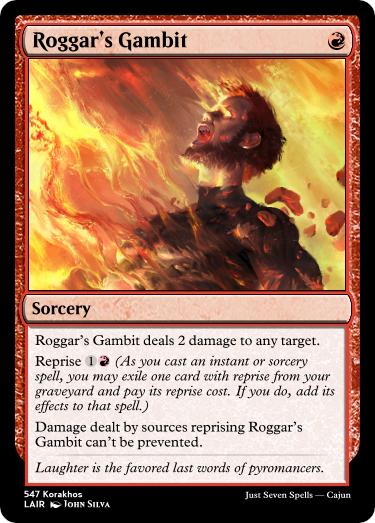 Roggar's Gambit
Sorcery
Roggar's Gambit deals 2 damage to any target.
Reprise 1 (As you cast an instant or sorcery
spell, you may exile one card with reprise from your
graveyard and pay its reprise cost. If you do, add its
effects to that spell.)
Damage dealt by sources reprising Roggar's
Gambit can't be prevented.
Laughter is the favored last words of pyromancers.
547 Korakhos
LAIR John Silva
Just Seven Spells — Cajun